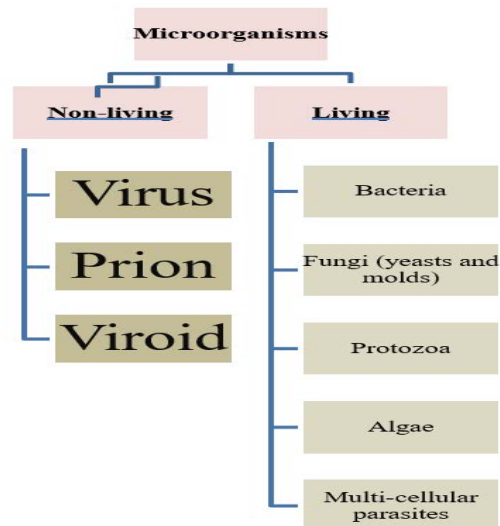 Microorganisms
Non-living
Living
Virus
Prion
Viroid
Bacteria
Fungi (yeasts and
molds)
Protozoa
Algae
Multi-cellular
parasites